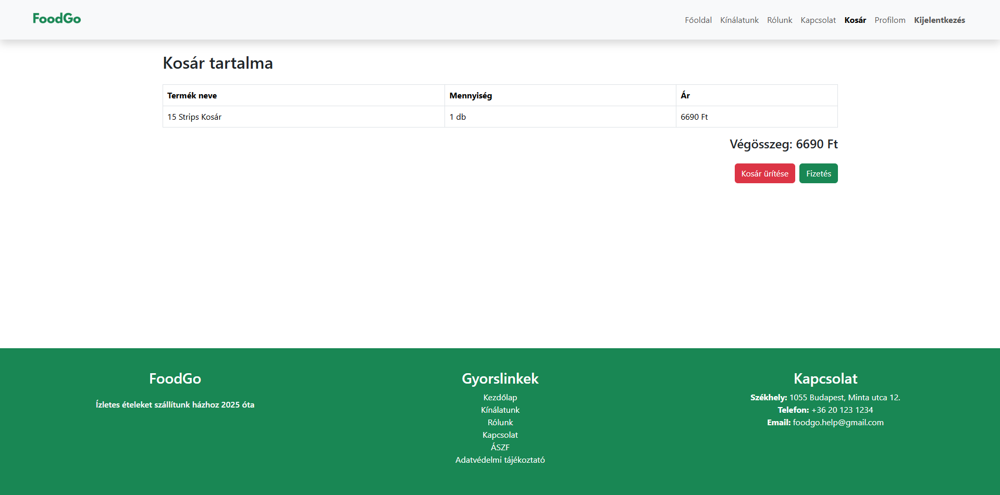 FoodGo
Főoldal Kínálatunk Rólunk Kapcsolat Kosár Profilom Kijelentkezés
Kosár tartalma
Termék neve Mennyiség Ár
15 Strips Kosár 1 db 6690 Ft
Végösszeg: 6690 Ft
Kosár ürítése Fizetés
FoodGo
Ízletes ételeket szállítunk házhoz 2025 óta
Gyorslinkek
Kezdőlap
Kínálatunk
Rólunk
Kapcsolat
ÁSZF
Adatvédelmi tájékoztató
Kapcsolat
Székhely: 1055 Budapest, Minta utca 12.
Telefon: +36 20 123 1234
Email: foodgo.help@gmail.com